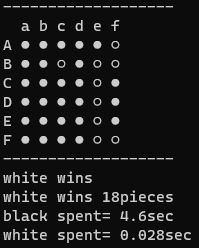 -------------------
  a b c d e f
A ● ● ● ● ● ○
B ● ● ○ ● ○ ○
C ● ● ● ● ○ ●
D ● ● ● ● ○ ●
E ● ● ● ● ○ ●
F ● ● ● ● ○ ○
-------------------
white wins
white wins 18pieces
black spent= 4.6sec
white spent= 0.028sec